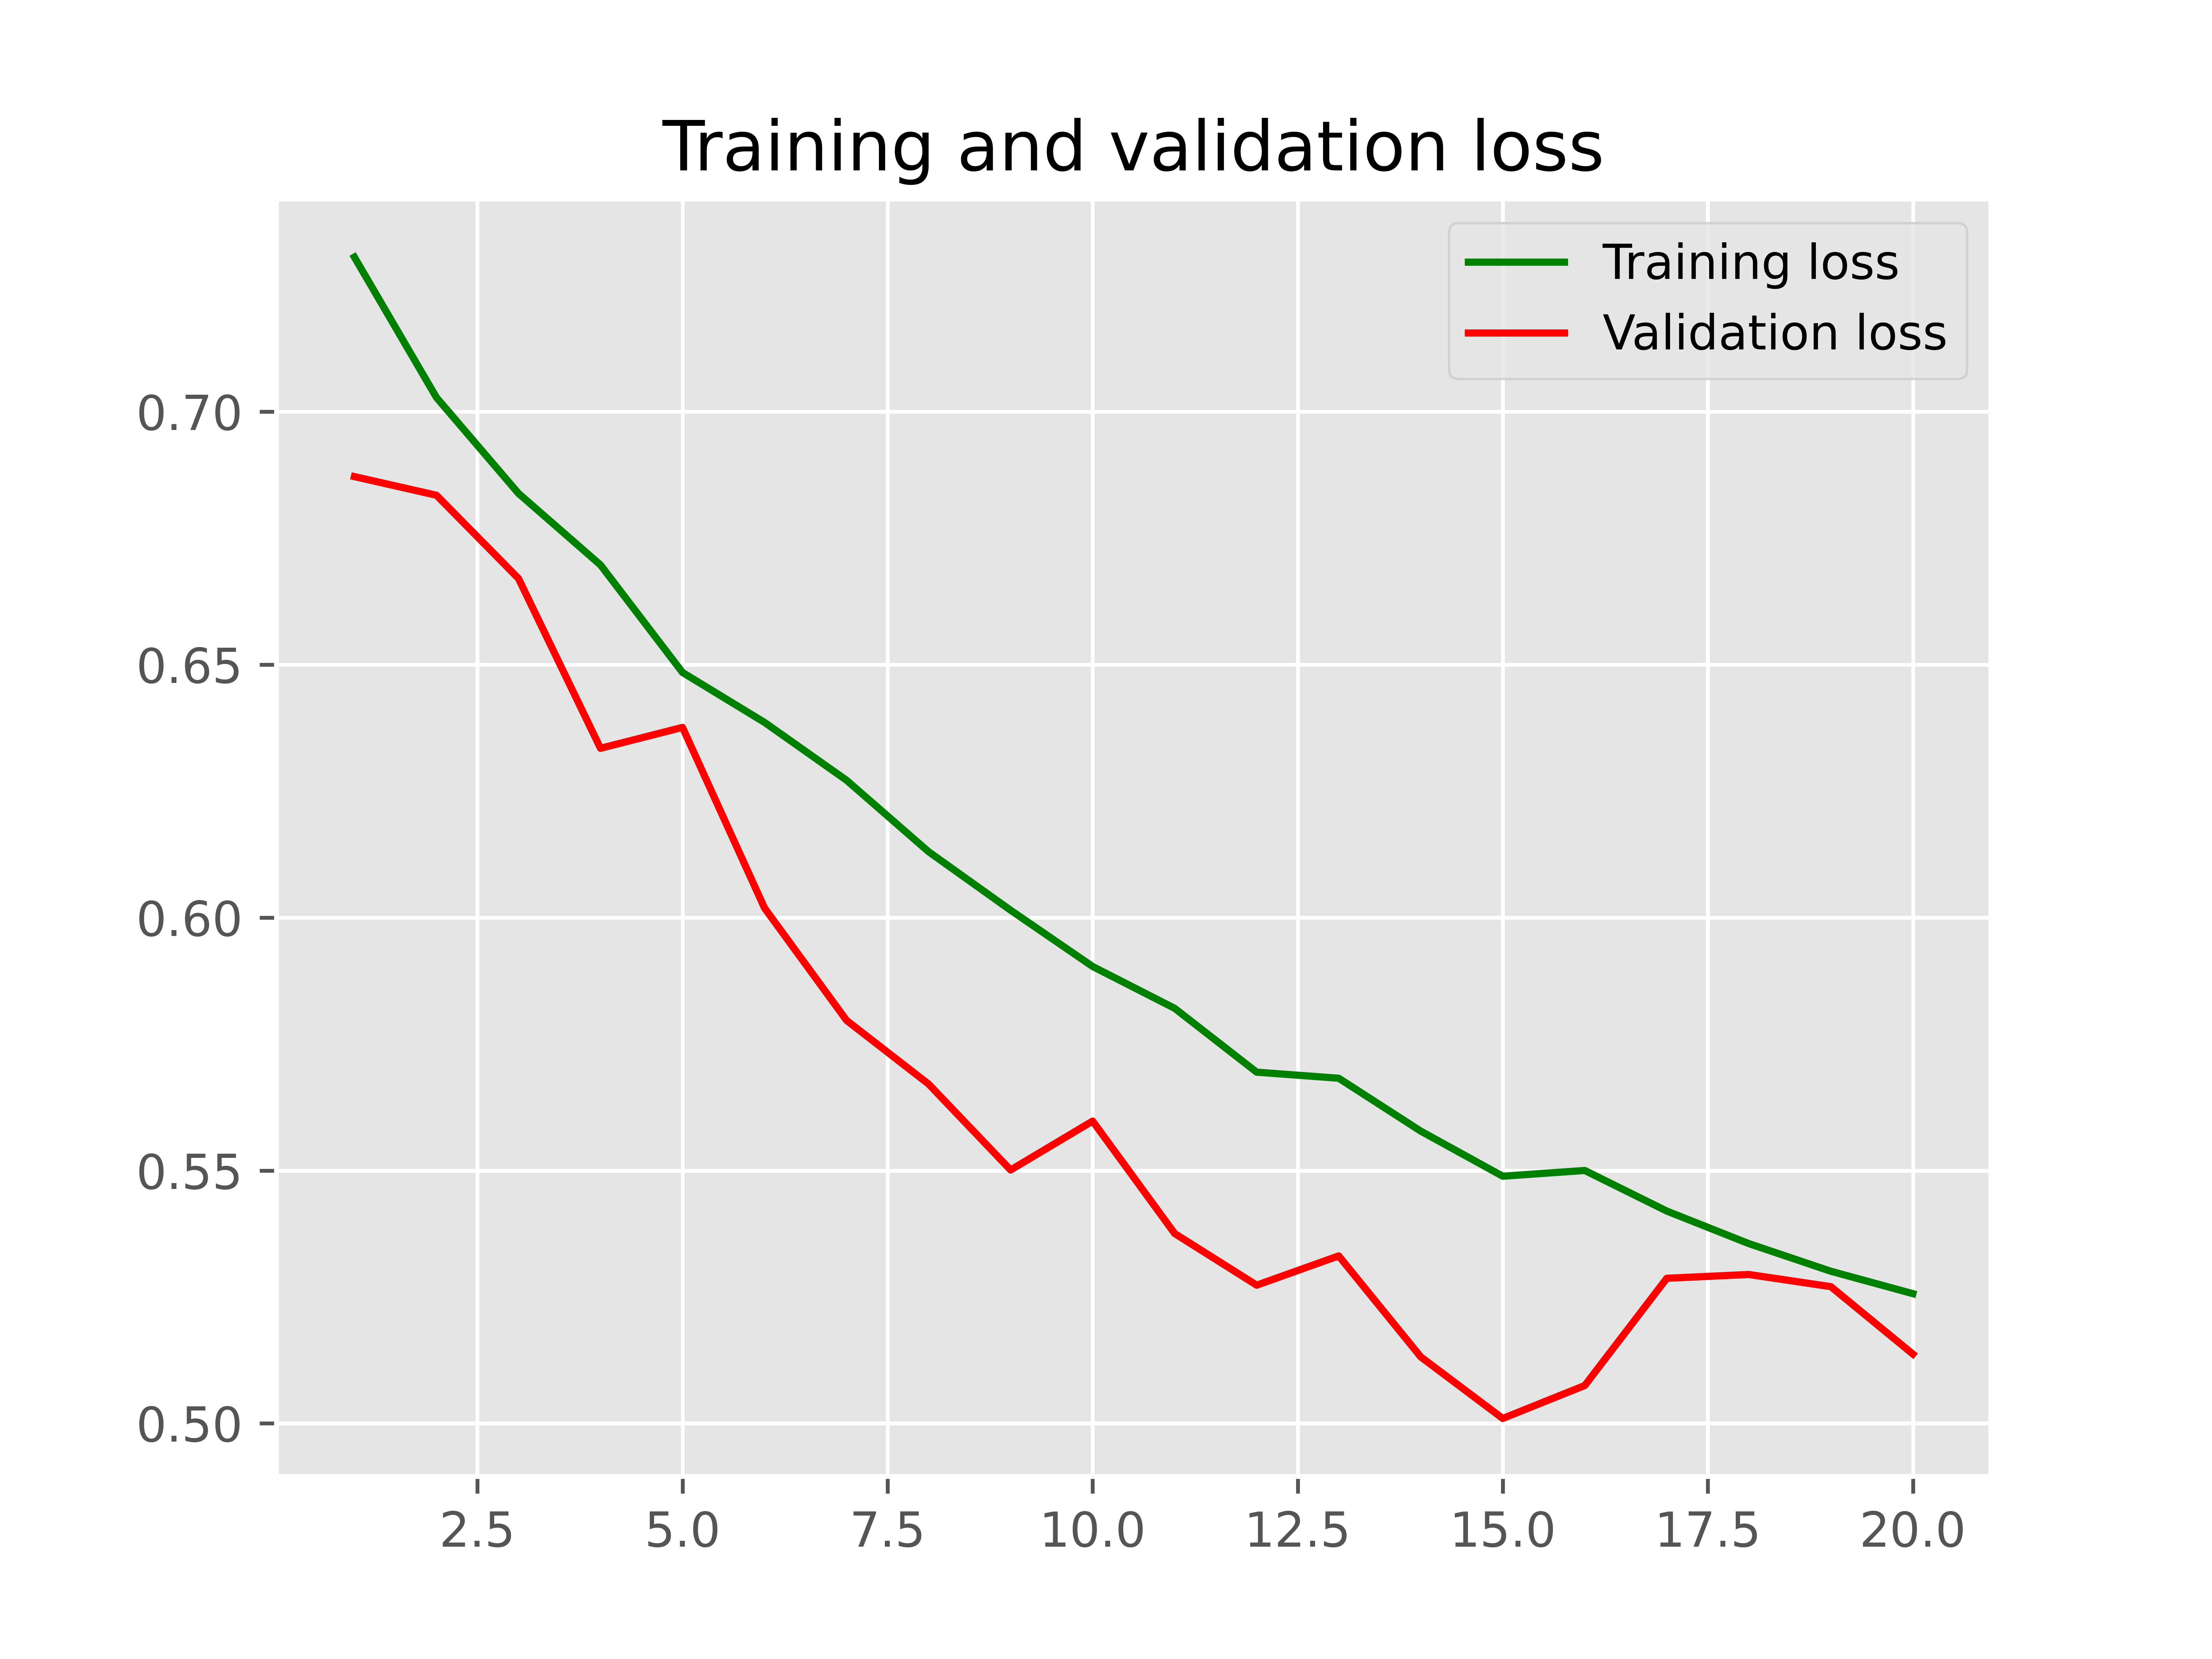 Training and validation loss
Training loss
Validation loss
0.70
0.65
0.60
0.55
0.50
2.5 5.0 7.5 10.0 12.5 15.0 17.5 20.0